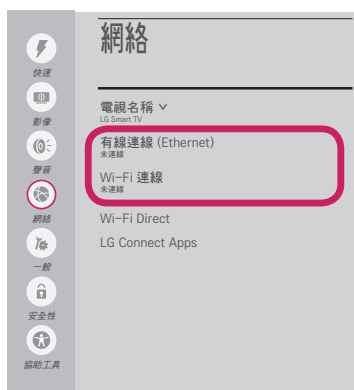 網絡
快速
影像
聲音
網絡
一般
安全性
協助工具
電視名稱 ∨
LG Smart TV
有線連線 (Ethernet)
未連線
Wi-Fi 連線
未連線
Wi-Fi Direct
LG Connect Apps